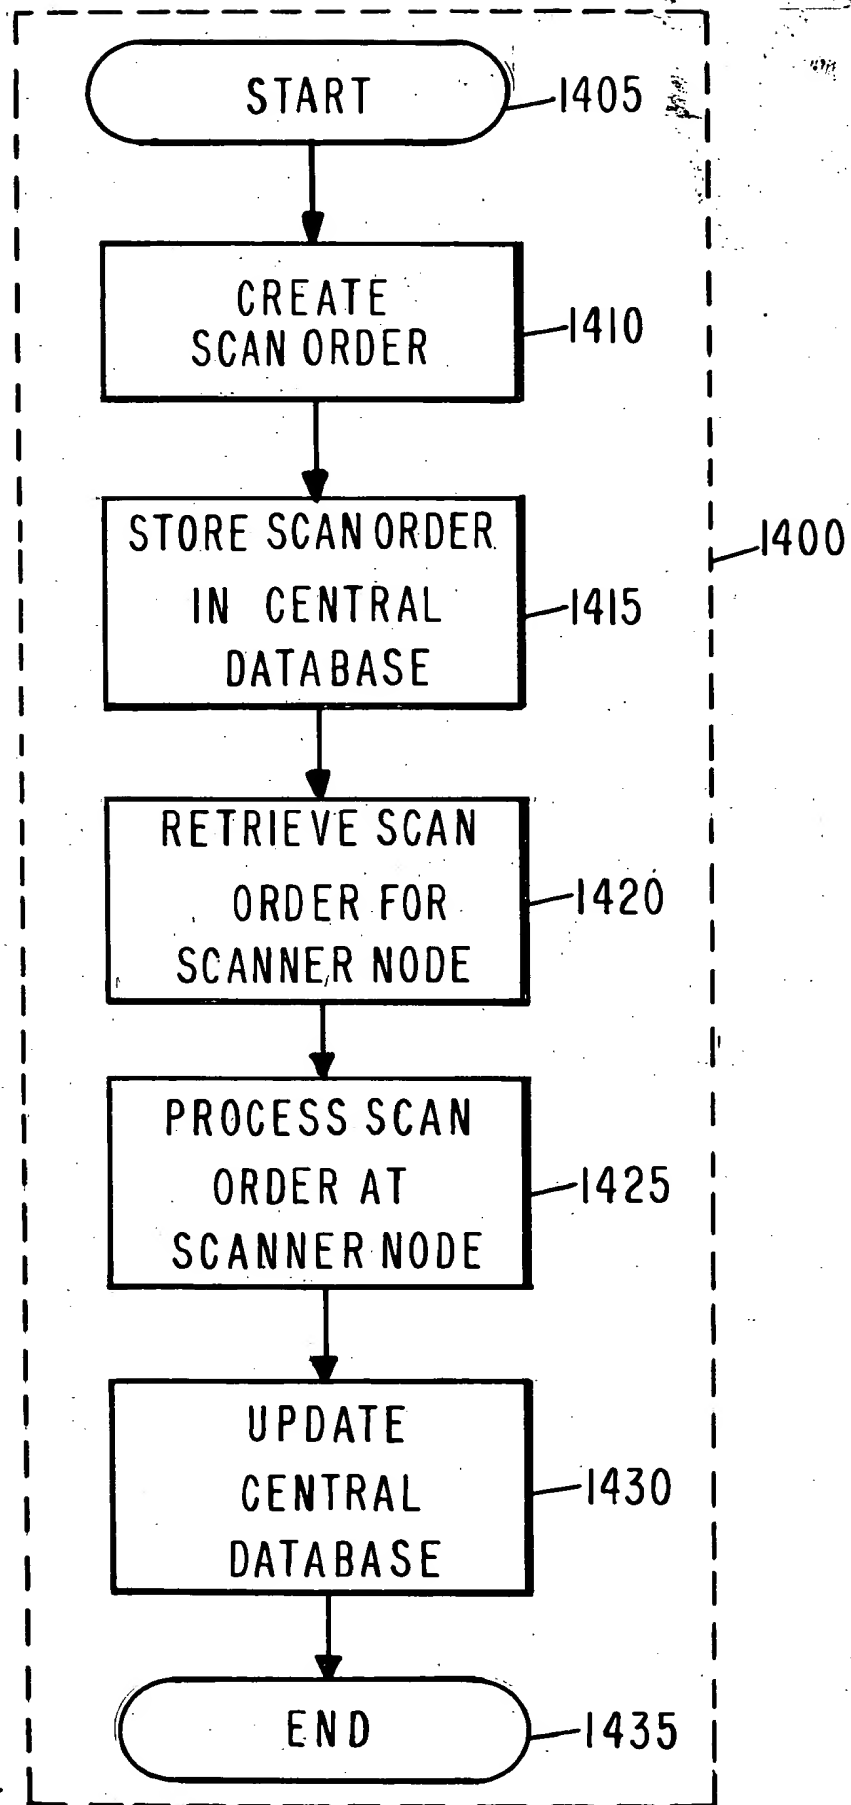 START
1405
CREATE
SCAN ORDER
1410
STORE SCAN ORDER
IN CENTRAL
DATABASE
1415
1400
RETRIEVE SCAN
ORDER FOR
SCANNER NODE
1420
PROCESS SCAN
ORDER AT
SCANNER NODE
1425
UPDATE
CENTRAL
DATABASE
1430
END
1435